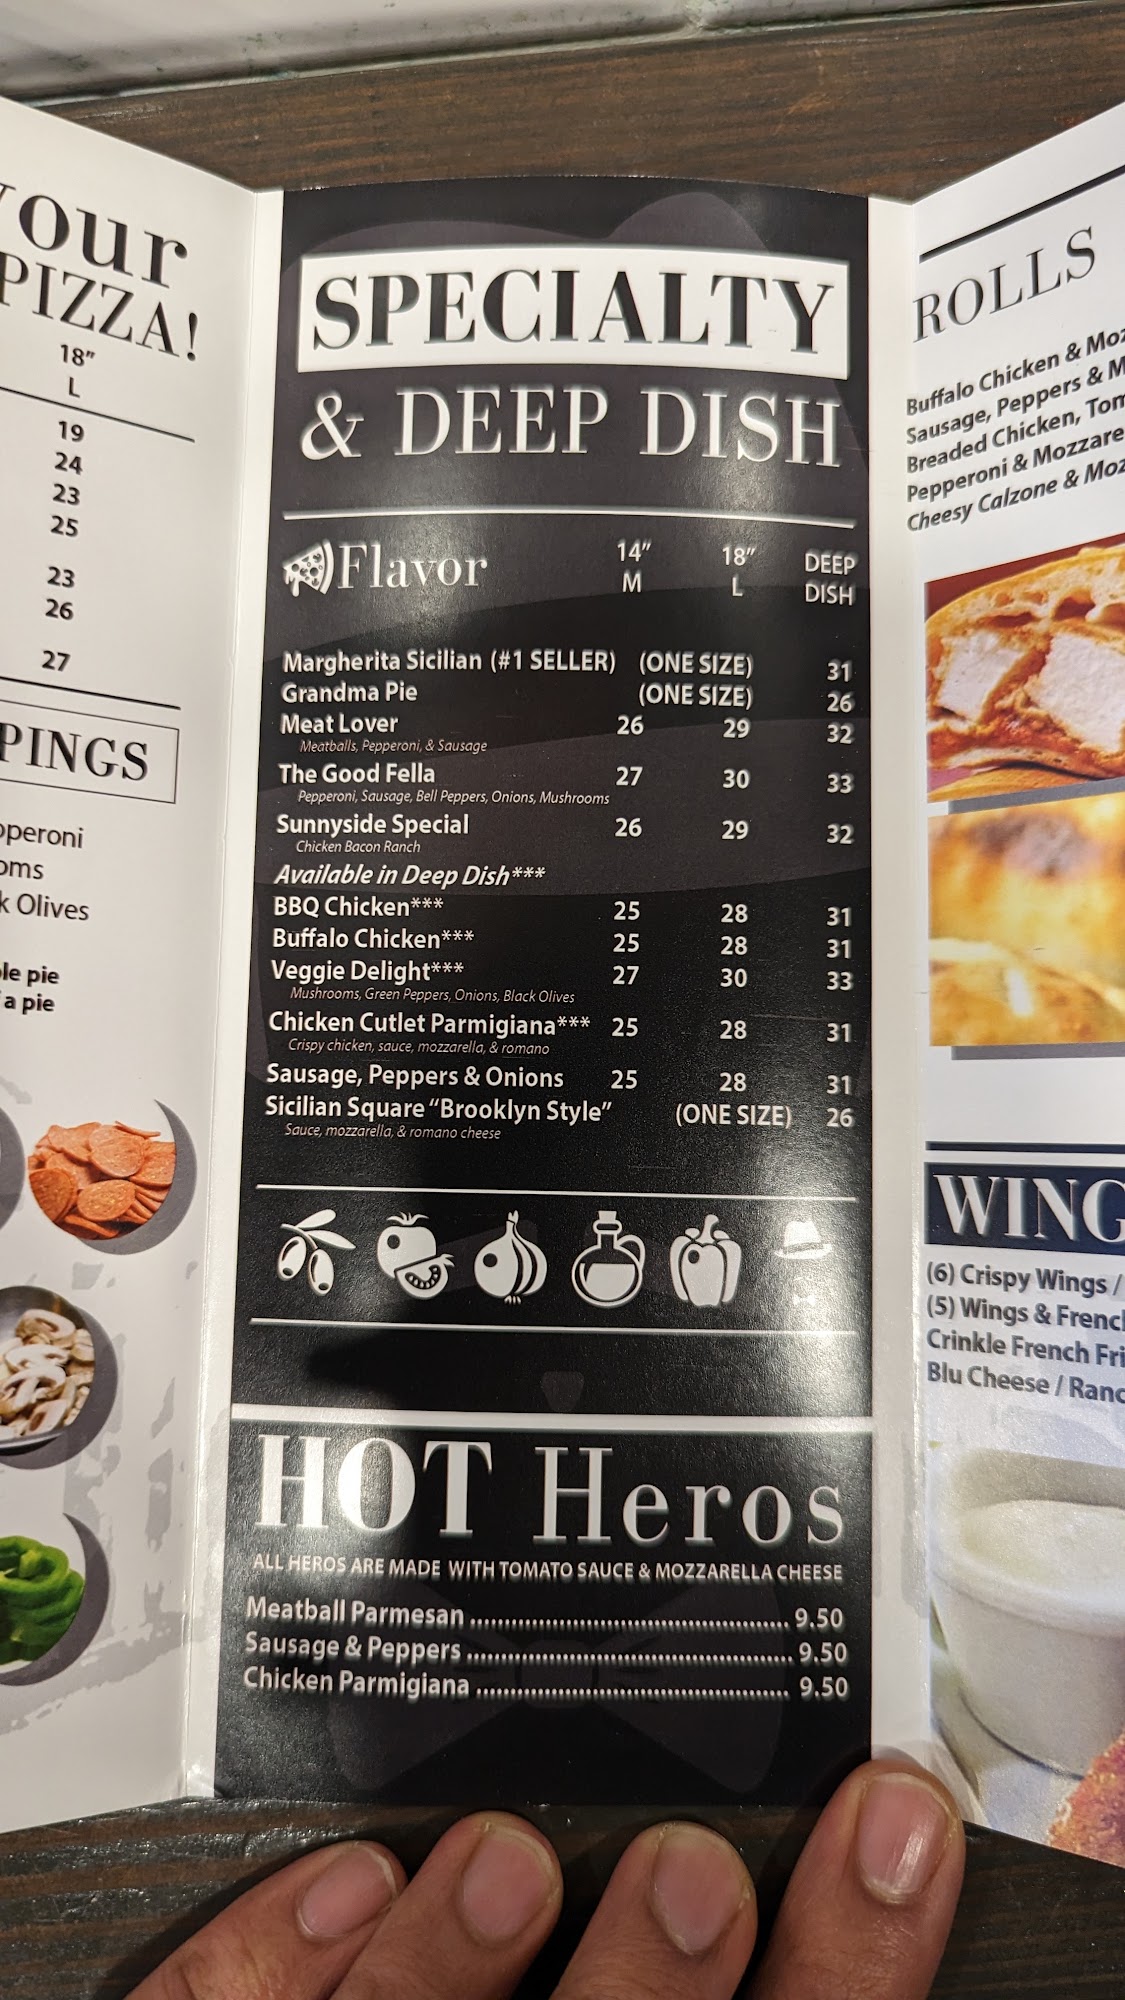 your
PIZZA!
18"
L
19
24
23
25
23
26
27
PINGS
Olives
pie
a pie
SPECIALTY
& DEEP DISH
Flavor 14" M 18" L DEEP DISH
Margherita Sicilian (#1 SELLER) (ONE SIZE) 31
Grandma Pie (ONE SIZE) 26
Meat Lover 26 29 32
Meatballs, Pepperoni, & Sausage
The Good Fella 27 30 33
Pepperoni, Sausage, Bell Peppers, Onions, Mushrooms
Sunnyside Special 26 29 32
Chicken Bacon Ranch
Available in Deep Dish***
BBQ Chicken*** 25 28 31
Buffalo Chicken*** 25 28 31
Veggie Delight*** 27 30 33
Mushrooms, Green Peppers, Onions, Black Olives
Chicken Cutlet Parmigiana*** 25 28 31
Crispy chicken, sauce, mozzarella, & romano
Sausage, Peppers & Onions 25 28 31
Sicilian Square “Brooklyn Style” (ONE SIZE) 26
Sauce, mozzarella, & romano cheese
HOT Heros
ALL HEROS ARE MADE WITH TOMATO SAUCE & MOZZARELLA CHEESE
Meatball Parmesan 9.50
Sausage & Peppers 9.50
Chicken Parmigiana 9.50
ROLLS
Buffalo Chicken & Moz
Sausage, Peppers & M
Breaded Chicken, Tom
Pepperoni & Mozzare
Cheesy Calzone & Moz
WING
(6) Crispy Wings /
(5) Wings & Frencl
Crinkle French Fri
Blu Cheese / Ranc